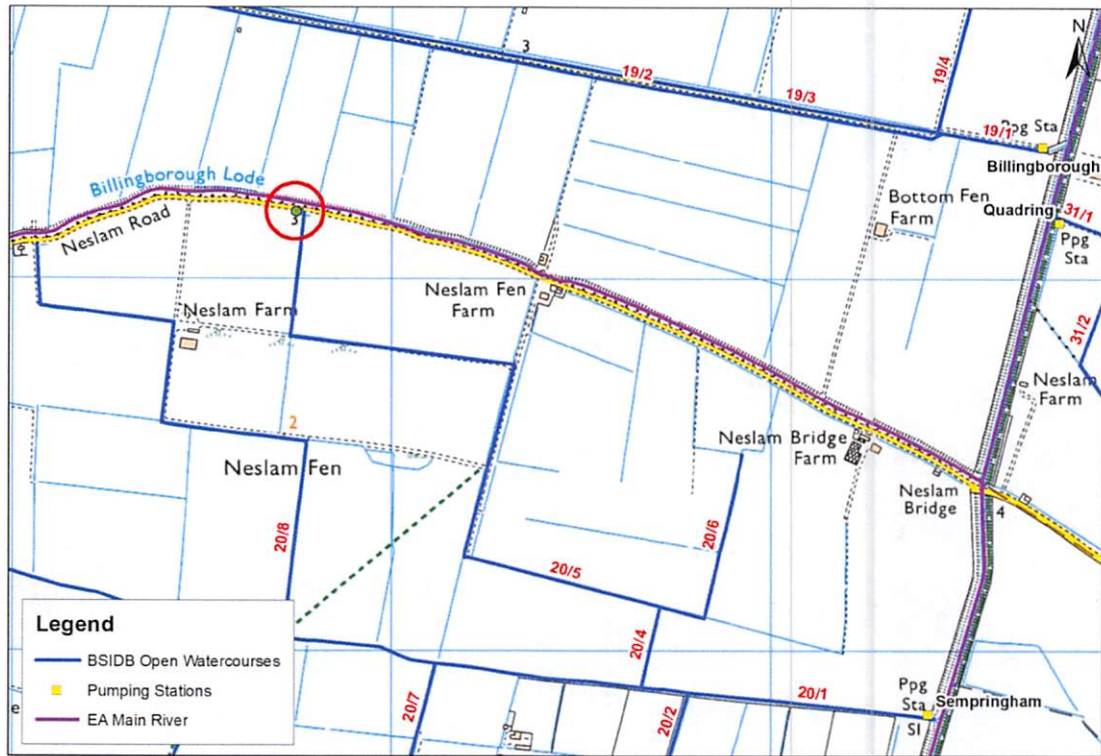 N
3
19/2
19/3
19/4
Ppg Sta
19/1
Billingborough
Billingborough Lode
Bottom Fen
Farm
Quadring
31/1
Ppg
Sta
3
Neslam Road
Neslam Fen
Farm
Neslam Farm
31/2
Neslam
Farm
2
Neslam Bridge
Farm
Neslam Fen
Neslam
Bridge
4
20/8
20/6
20/5
20/4
Legend
BSIDB Open Watercourses
Pumping Stations
EA Main River
e
20/7
20/2
20/1
Ppg
Sta
Sempringham
Sl